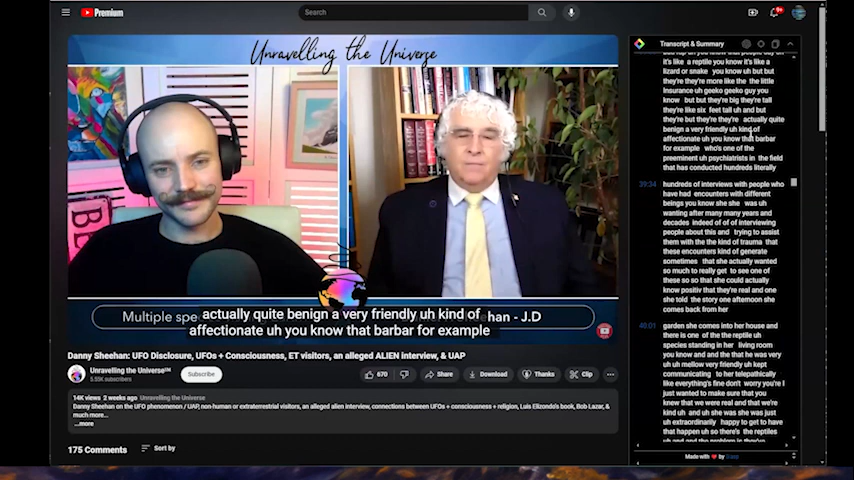 Premium
Search
9+
Transcript & Summary
Unravelling the Universe
it's like a reptile you know it's like a
lizard or snake you know uh but but
they're they're more like the the little
Insurance uh geeko geeko guy you
know but but they're big they're tall
they're like six feet tall uh and but
they're but they're they're actually quite
benign a very friendly uh kind of
affectionate uh you know that barbar
for example who's one of the
preeminent uh psychiatrists in the field
that has conducted hundreds literally
39:34
hundreds of interviews with people who
have had encounters with different
beings you know she she was uh
wanting after many many years and
decades indeed of of of interviewing
people about this and trying to assist
them with the the kind of trauma that
these encounters kind of generate
sometimes that she actually wanted
so much to really get to see one of
these so so that she could actually
know positiv that they're real and one
she told the story one afternoon she
comes back from her
40:01
garden she comes into her house and
there is one of the the reptile uh
species standing in her living room
you know and and that he was very
uh uh mellow very friendly uh kept
communicating to her telepathically
like everything's fine don't worry you're I
just wanted to make sure that you
knew that we were real and that we're
kind uh and uh she was she was just
uh extraordinarily happy to get to have
that happen uh so there's the reptiles
Made with ❤ by
Multiple spe
han - J.D
actually quite benign a very friendly uh kind of
affectionate uh you know that barbar for example
Danny Sheehan: UFO Disclosure, UFOs + Consciousness, ET visitors, an alleged ALIEN interview, & UAP
Unravelling the Universe℠
5.53K subscribers
Subscribe
670
Share
Download
Thanks
Clip
14K views 2 weeks ago Unravelling the Universe
Danny Sheehan on the UFO phenomenon / UAP, non-human or extraterrestrial visitors, an alleged alien interview, connections between UFOs + consciousness + religion, Luis Elizondo's book, Bob Lazar, &
much more...
...more
175 Comments
Sort by